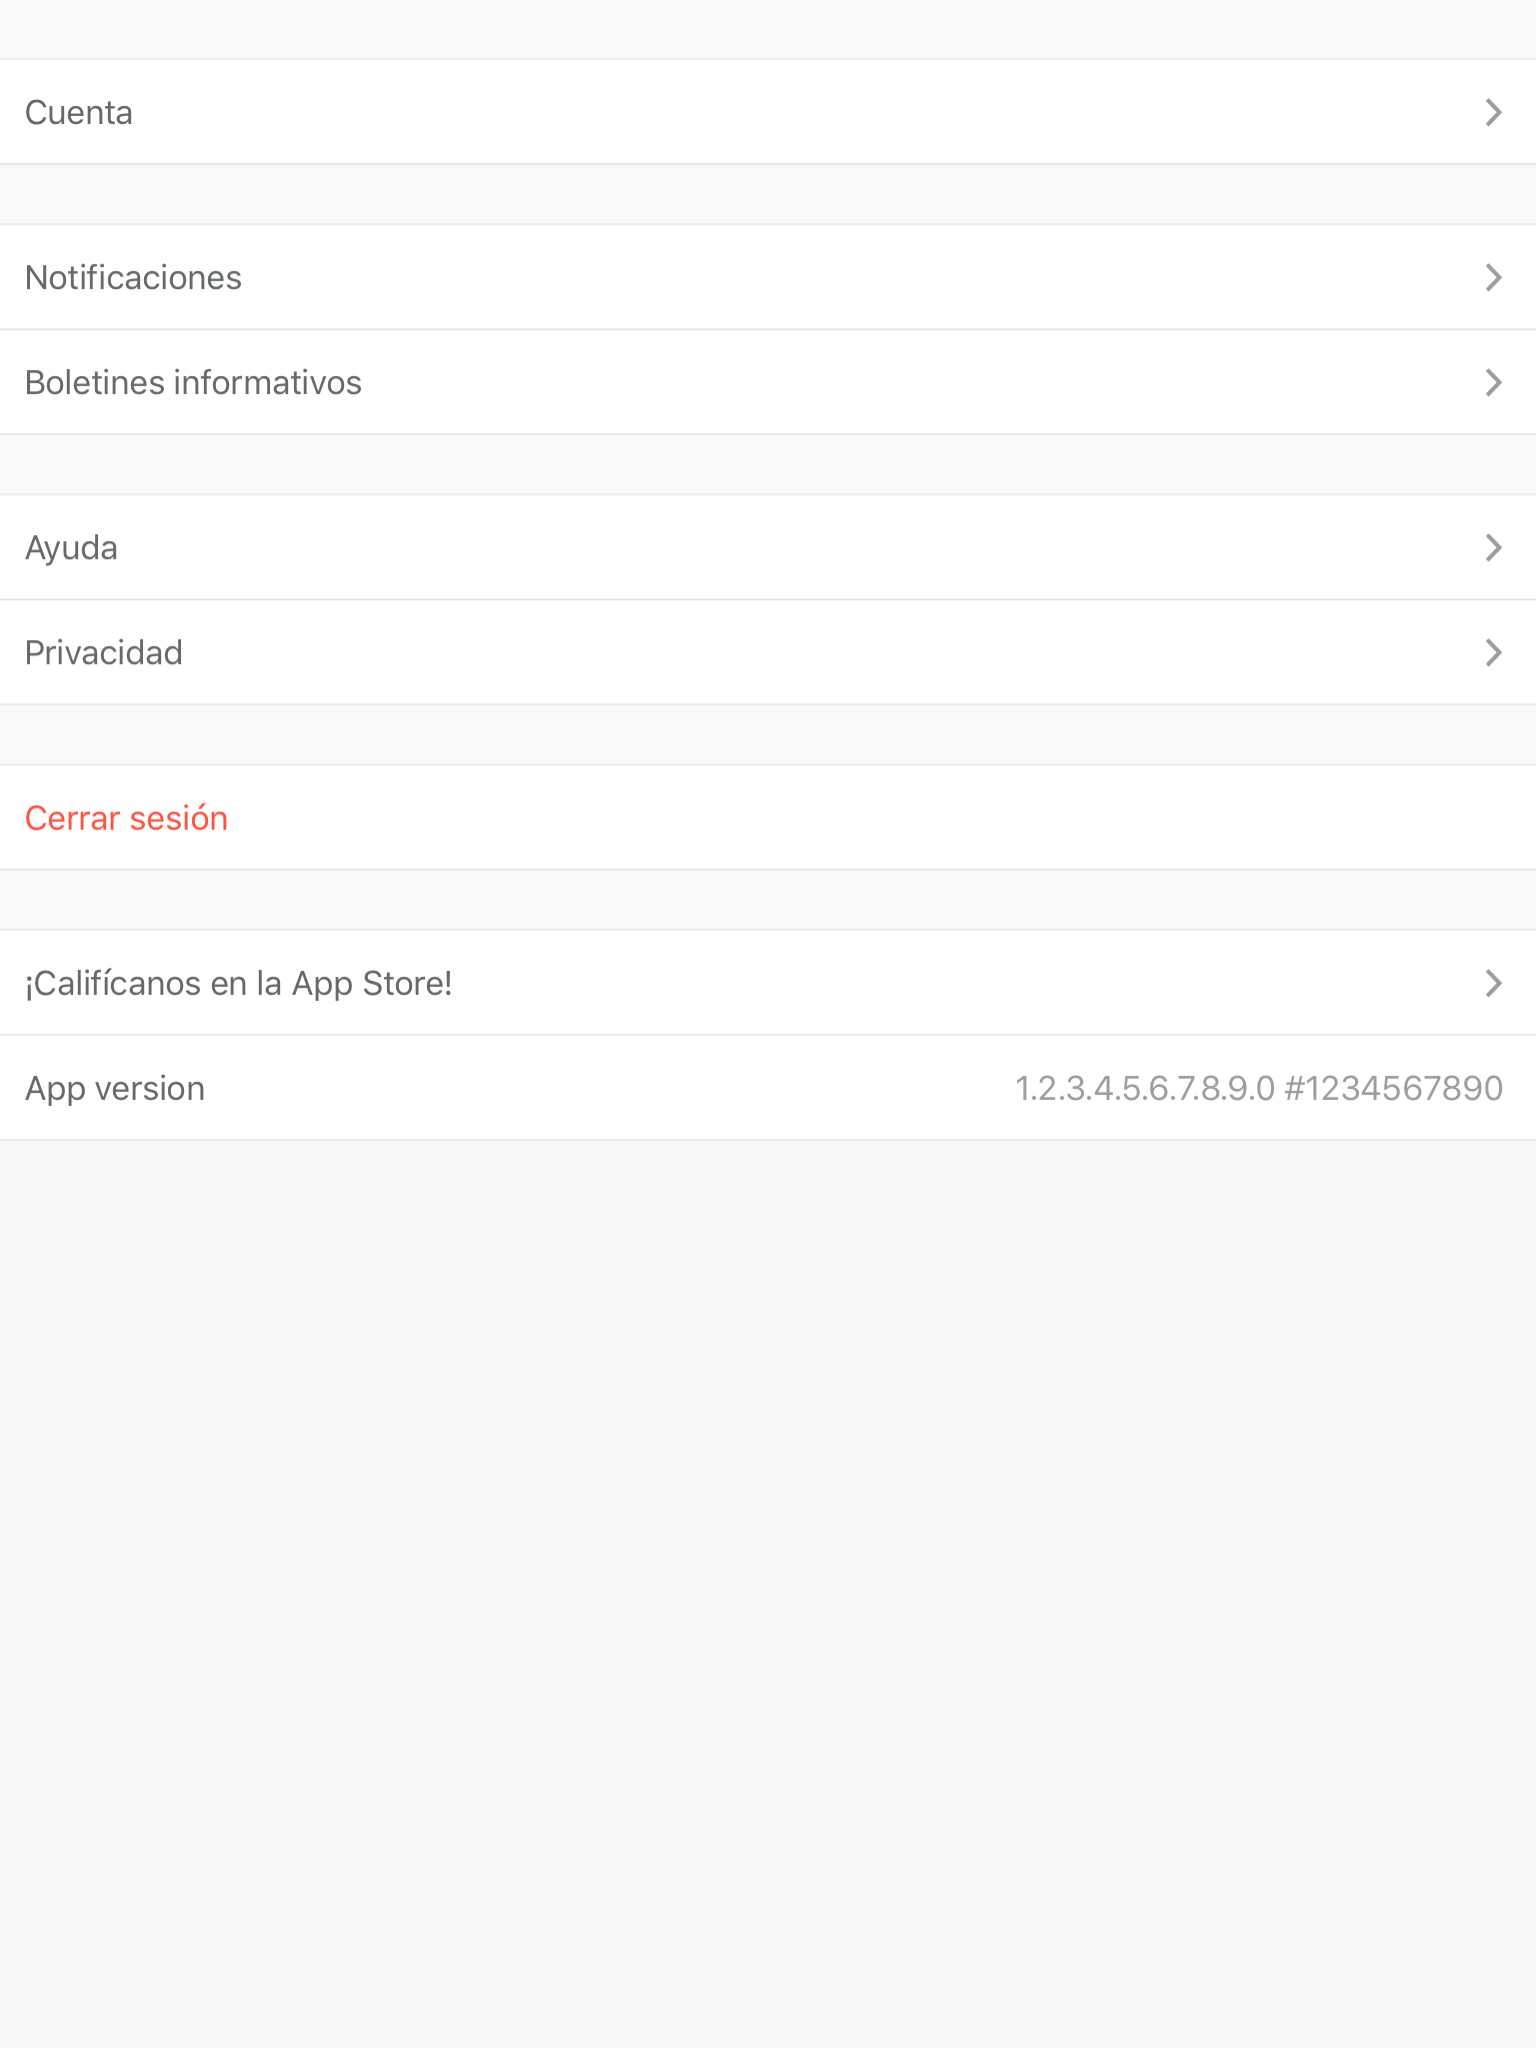 Cuenta
Notificaciones
Boletines informativos
Ayuda
Privacidad
Cerrar sesión
¡Califícanos en la App Store!
App version 1.2.3.4.5.6.7.8.9.0 #1234567890